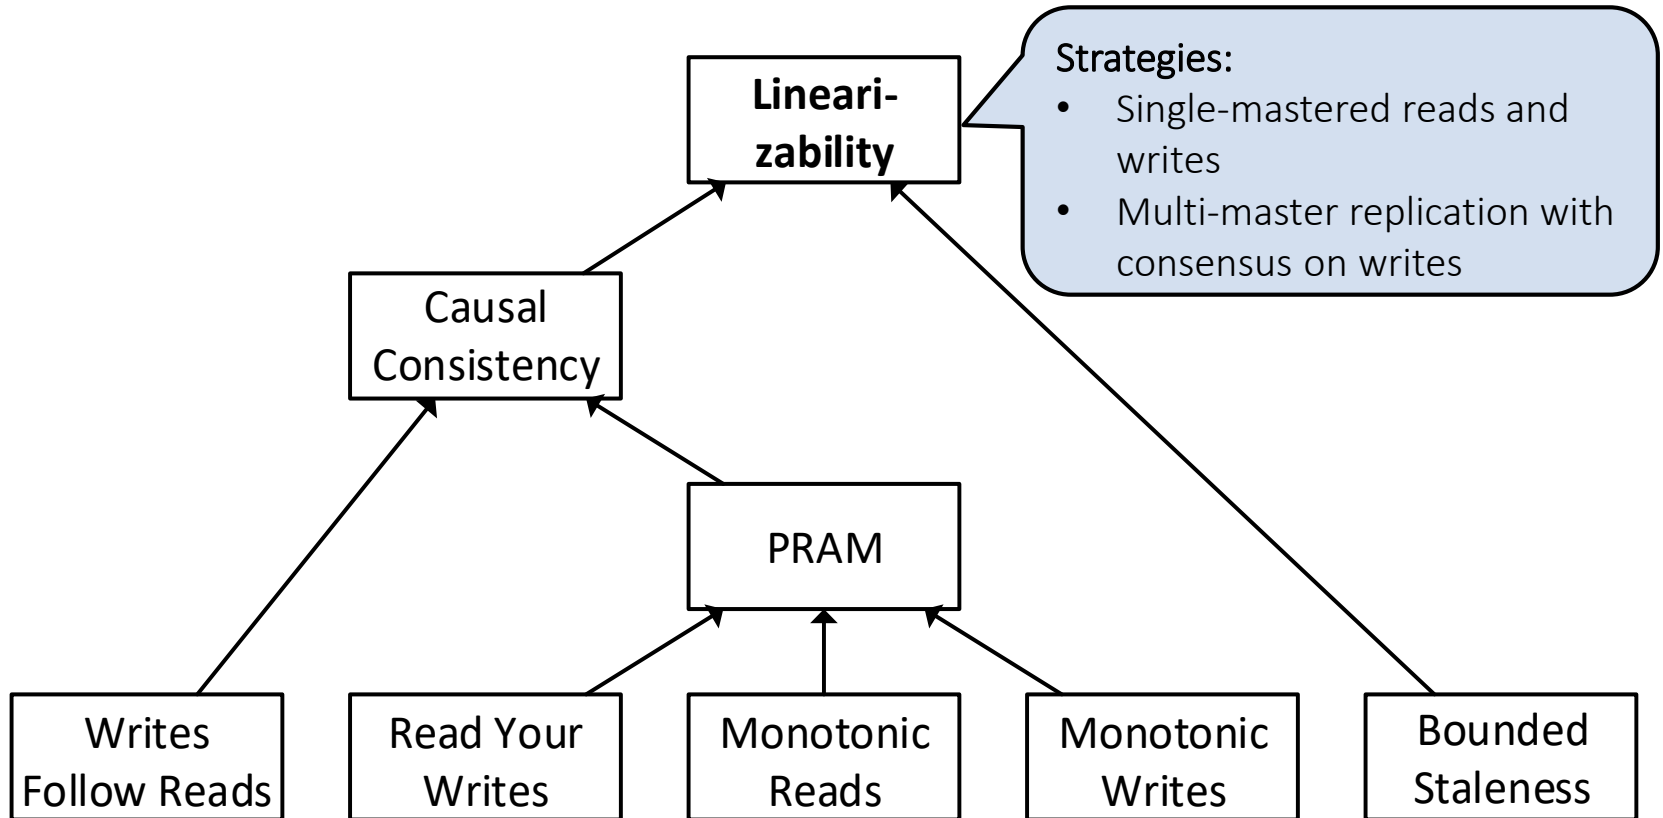 Lineari-
zability
Strategies:
• Single-mastered reads and
writes
• Multi-master replication with
consensus on writes
Causal
Consistency
PRAM
Writes
Follow Reads
Read Your
Writes
Monotonic
Reads
Monotonic
Writes
Bounded
Staleness